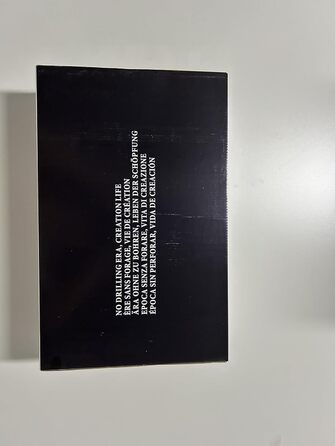 NO DRILLING ERA, CREATION LIFE
ÈRE SANS FORAGE, VIE DE CRÉATION
ÄRA OHNE ZU BOHREN, LEBEN DER SCHÖPFUNG
EPOCA SENZA FORARE, VITA DI CREAZIONE
ÉPOCA SIN PERFORAR, VIDA DE CREACIÓN